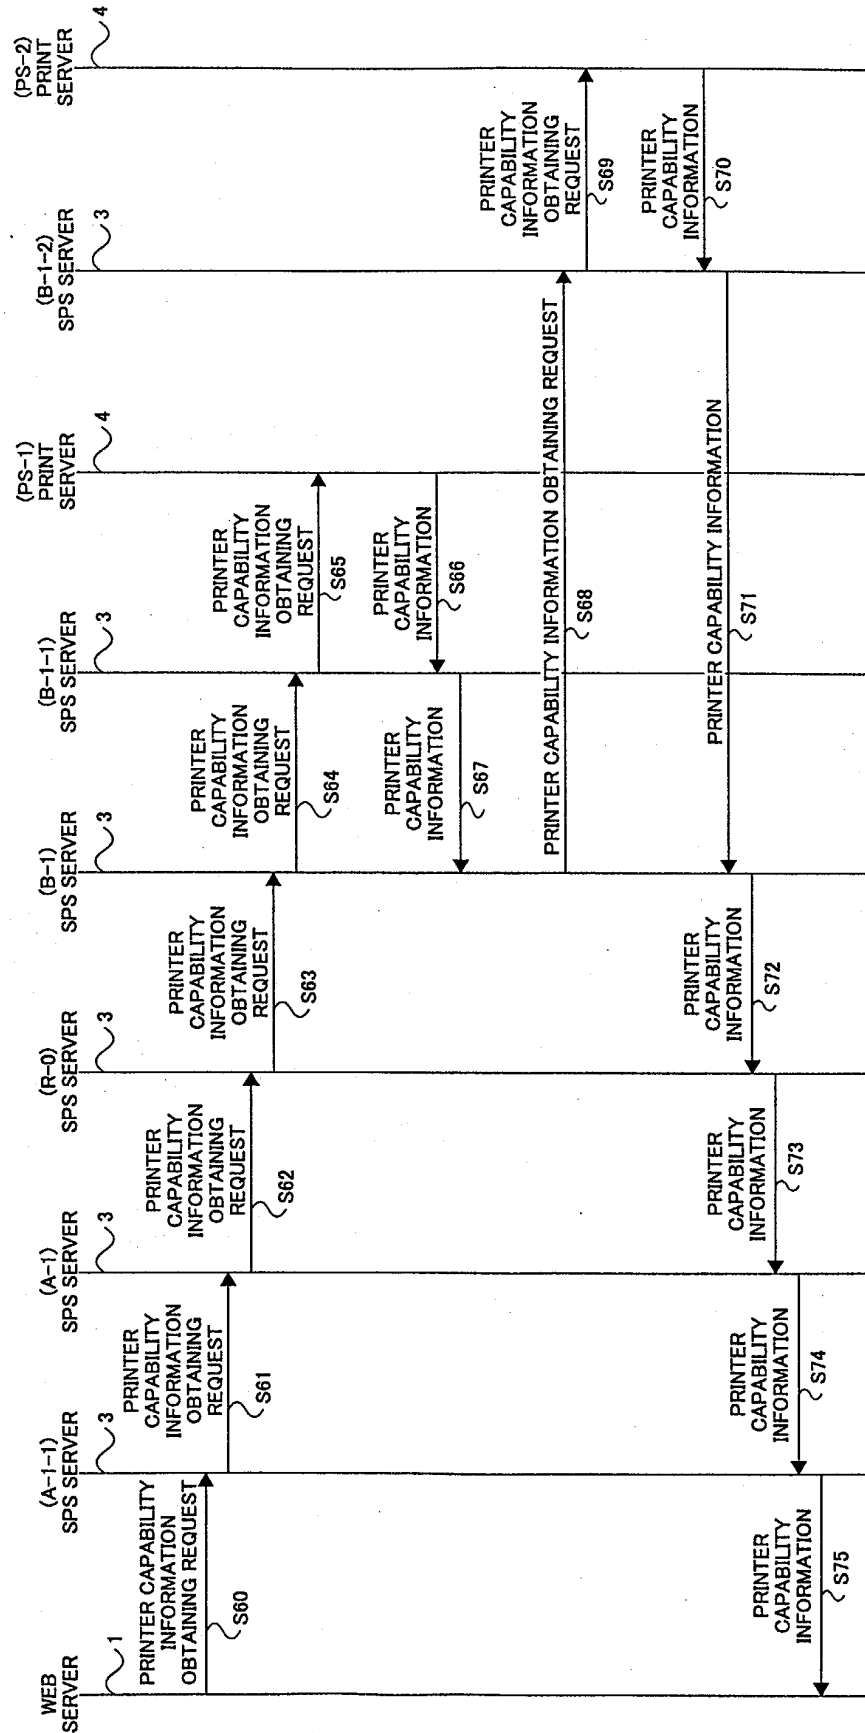 WEB
SERVER
1
(A-1-1)
SPS SERVER
3
(A-1)
SPS SERVER
3
(R-0)
SPS SERVER
3
(B-1)
SPS SERVER
3
(B-1-1)
SPS SERVER
3
(PS-1)
PRINT
SERVER
4
(B-1-2)
SPS SERVER
3
(PS-2)
PRINT
SERVER
4
PRINTER CAPABILITY
INFORMATION
OBTAINING REQUEST
S60
PRINTER
CAPABILITY
INFORMATION
OBTAINING
REQUEST
S61
PRINTER
CAPABILITY
INFORMATION
OBTAINING
REQUEST
S62
PRINTER
CAPABILITY
INFORMATION
OBTAINING
REQUEST
S63
PRINTER
CAPABILITY
INFORMATION
OBTAINING
REQUEST
S64
PRINTER
CAPABILITY
INFORMATION
OBTAINING
REQUEST
S65
PRINTER
CAPABILITY
INFORMATION
S66
PRINTER
CAPABILITY
INFORMATION
S67
PRINTER CAPABILITY INFORMATION OBTAINING REQUEST
S68
PRINTER
CAPABILITY
INFORMATION
OBTAINING
REQUEST
S69
PRINTER
CAPABILITY
INFORMATION
S70
PRINTER CAPABILITY INFORMATION
S71
PRINTER
CAPABILITY
INFORMATION
S72
PRINTER
CAPABILITY
INFORMATION
S73
PRINTER
CAPABILITY
INFORMATION
S74
PRINTER
CAPABILITY
INFORMATION
S75